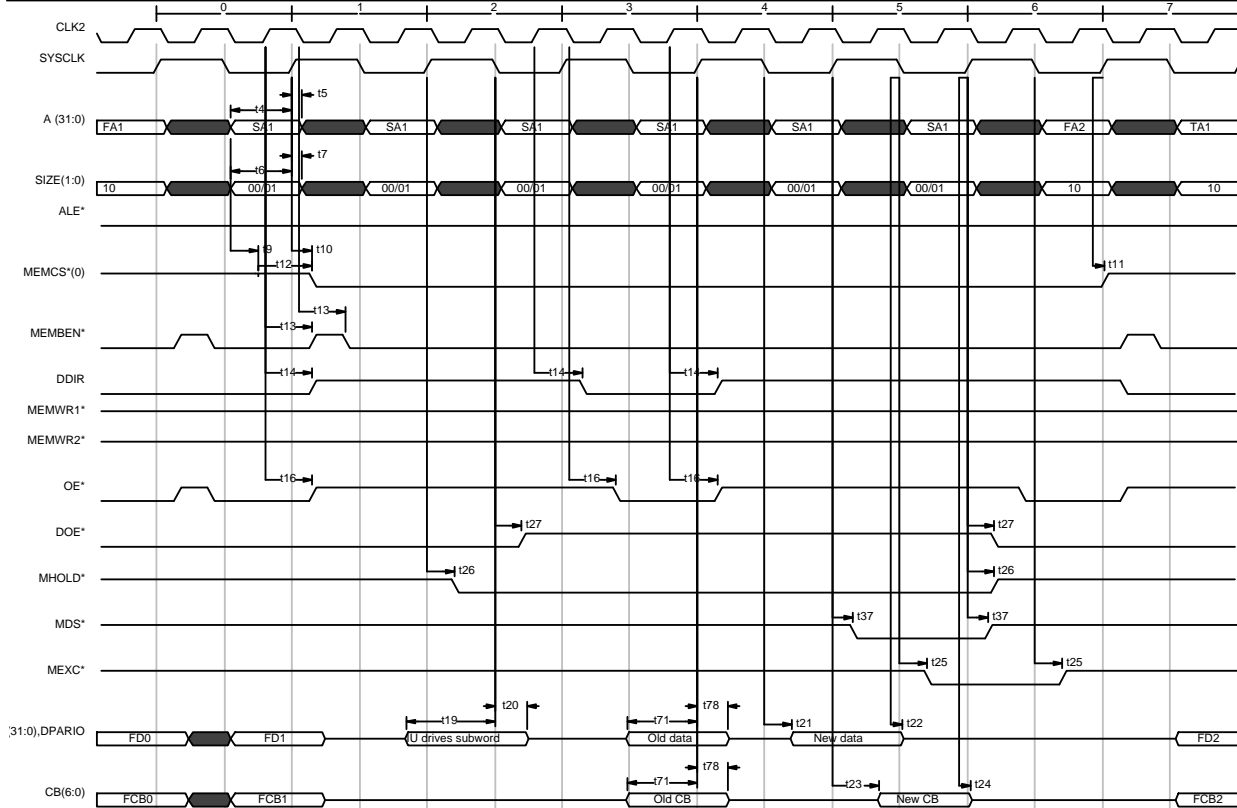 0 1 2 3 4 5 6 7
CLK2
SYSCLK
t5
t4
A (31:0) FA1 SA1 SA1 SA1 SA1 SA1 SA1 FA2 TA1
t7
t6
SIZE(1:0) 10 00/01 00/01 00/01 00/01 00/01 00/01 10 10
ALE*
t9 t10
t12 t11
MEMCS*(0)
t13
t13
MEMBEN*
t14 t14 t14
DDIR
MEMWR1*
MEMWR2*
t16 t16 t16
OE*
t27 t27
DOE*
t26 t26
MHOLD*
t37 t37
MDS*
t25 t25
MEXC*
t20 t78
t19 t71 t21 t22
(31:0),DPARIO FD0 FD1 U drives subword Old data New data FD2
t78
t71 t23 t24
CB(6:0) FCB0 FCB1 Old CB New CB FCB2